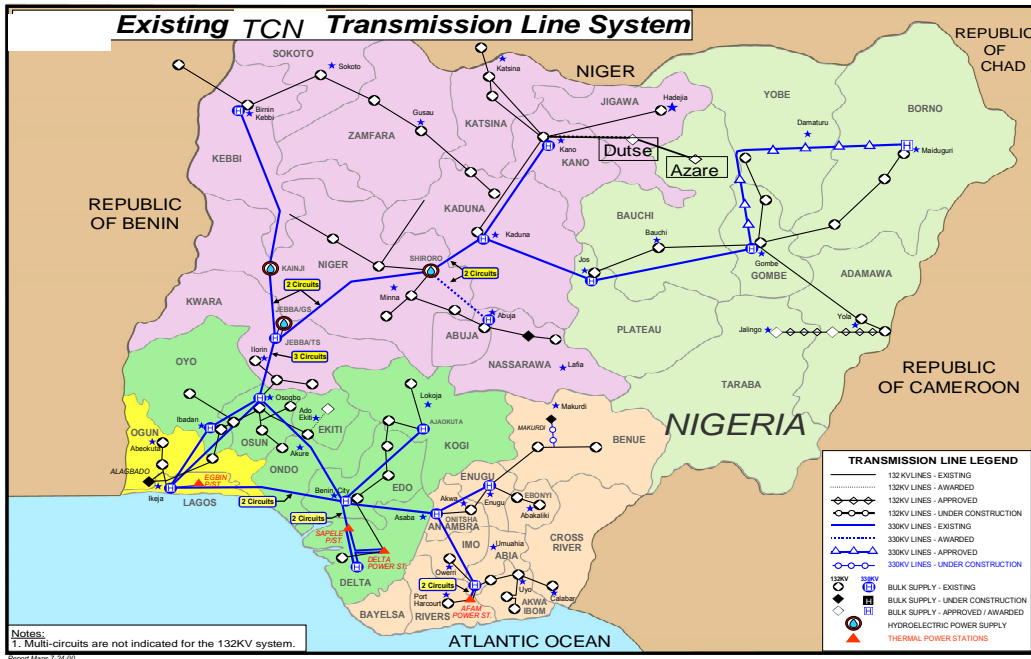 Existing TCN Transmission Line System
REPUBLIC
OF
CHAD
NIGER
SOKOTO
Sokoto
Katsina
JIGAWA
Hadejia
YOBE
BORNO
Damaturu
Birnin
Kebbi
Gusau
KATSINA
ZAMFARA
Kano
KANO
Dutse
Azare
Maiduguri
KEBBI
REPUBLIC
OF BENIN
KADUNA
Kaduna
BAUCHI
Bauchi
Jos
Gombe
GOMBE
ADAMAWA
KAINJI
NIGER
SHIRORO
2 Circuits
2 Circuits
Minna
KWARA
JEBBA/GS
JEBBA/TS
Abuja
ABUJA
PLATEAU
Jalingo
Yola
3 Circuits
Ilorin
OYO
NASSARAWA
Lafia
TARABA
REPUBLIC
OF CAMEROON
NIGERIA
Osogbo
Lokoja
AJAOKUTA
KOGI
Makurdi
MAKURDI
BENUE
Ibadan
Ado
Ekiti
EKITI
OGUN
Abeokuta
OSUN
Akure
ONDO
ALAGBADO
EGBIN
P/ST.
Ikeja
LAGOS
2 Circuits
Benin City
EDO
2 Circuits
SAPELE
P/ST.
DELTA
POWER ST.
DELTA
ENUGU
Enugu
Akwa
ONITSHA
Asaba
ANAMBRA
EBONYI
Abakaliki
CROSS
RIVER
IMO
Umuahia
ABIA
Owerri
2 Circuits
Port
Harcourt
Uyo
Calabar
AKWA
IBOM
BAYELSA
RIVERS
AFAM
POWER ST.
ATLANTIC OCEAN
TRANSMISSION LINE LEGEND
132 KV LINES - EXISTING
132 KV LINES - AWARDED
132 KV LINES - APPROVED
132 KV LINES - UNDER CONSTRUCTION
330KV LINES - EXISTING
330KV LINES - AWARDED
330KV LINES - APPROVED
330KV LINES - UNDER CONSTRUCTION
132KV 330KV
BULK SUPPLY - EXISTING
BULK SUPPLY - UNDER CONSTRUCTION
BULK SUPPLY - APPROVED / AWARDED
HYDROELECTRIC POWER SUPPLY
THERMAL POWER STATIONS
Notes:
1. Multi-circuits are not indicated for the 132KV system.